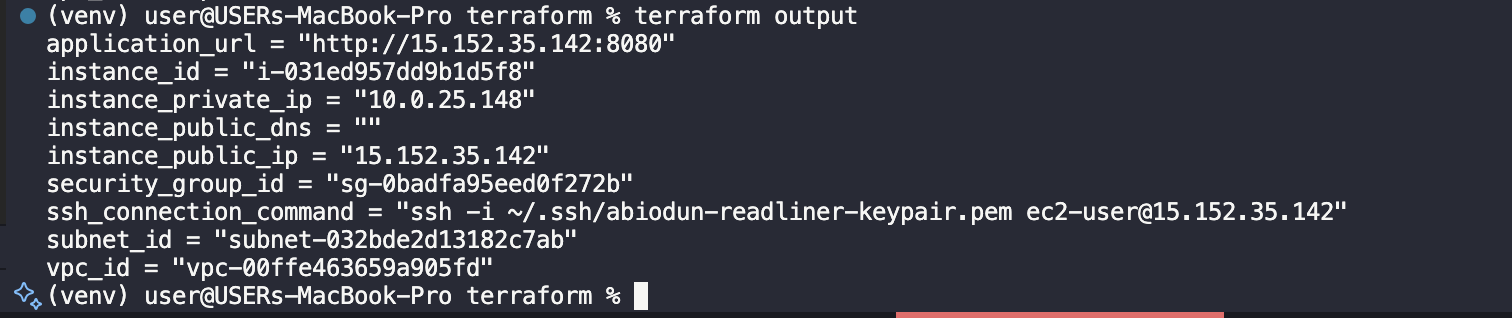 (venv) user@USERs-MacBook-Pro terraform % terraform output
application_url = "http://15.152.35.142:8080"
instance_id = "i-031ed957dd9b1d5f8"
instance_private_ip = "10.0.25.148"
instance_public_dns = ""
instance_public_ip = "15.152.35.142"
security_group_id = "sg-0badfa95eed0f272b"
ssh_connection_command = "ssh -i ~/.ssh/abiodun-readliner-keypair.pem ec2-user@15.152.35.142"
subnet_id = "subnet-032bde2d13182c7ab"
vpc_id = "vpc-00ffe463659a905fd"
(venv) user@USERs-MacBook-Pro terraform %